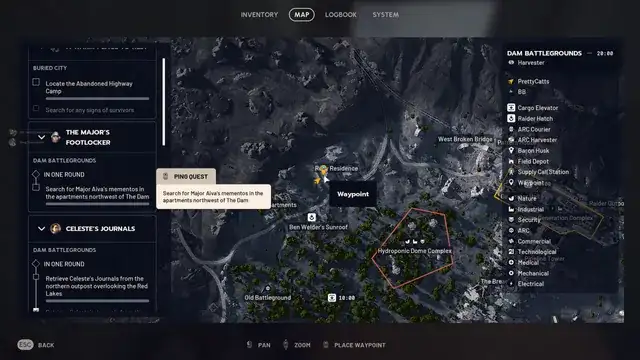 INVENTORY
MAP
LOGBOOK
SYSTEM
BURIED CITY
Locate the Abandoned Highway
Camp
Search for any signs of survivors
THE MAJOR'S
FOOTLOCKER
DAM BATTLEGROUNDS
IN ONE ROUND
Search for Major Aiva's mementos in the
apartments northwest of The Dam
CELESTE'S JOURNALS
DAM BATTLEGROUNDS
IN ONE ROUND
Retrieve Celeste's Journals from the
northern outpost overlooking the Red
Lakes
PING QUEST
Search for Major Aiva's mementos in the
apartments northwest of The Dam
Residence
Waypoint
Ben Welder's Sunroof
Hydroponic Dome Complex
Old Battleground
10:00
West Broken Bridge
DAM BATTLEGROUNDS
20:00
Harvester
PrettyCatts
BB
Cargo Elevator
Raider Hatch
ARC Courier
ARC Harvester
Baron Husk
Field Depot
Supply Call Station
Waypoint
Nature
Industrial
Security
ARC
Commercial
Technological
Medical
Mechanical
Electrical
ESC
BACK
PAN
ZOOM
PLACE WAYPOINT